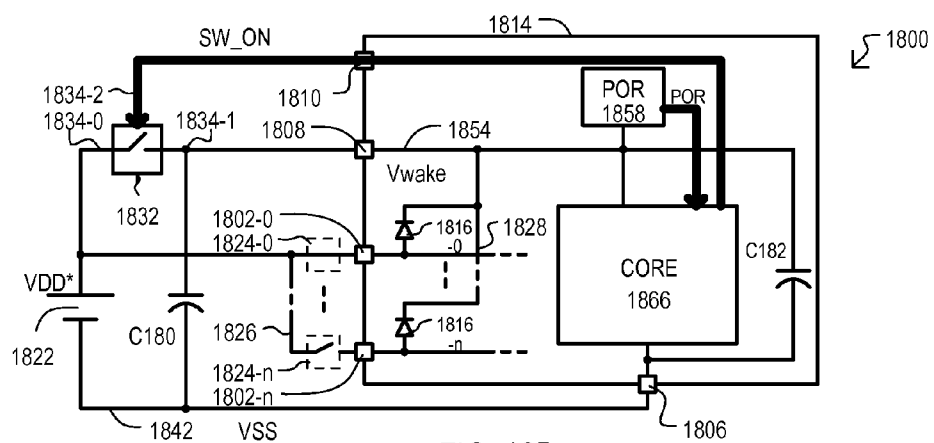 1814
1800
SW_ON
1834-2
1810
POR
1858
POR
1834-0
1834-1
1808
1854
Vwake
1832
1802-0
1824-0
1816
-0
1828
CORE
1866
C182
VDD*
1822
C180
1826
1816
-n
1824-n
1802-n
1842
VSS
1806